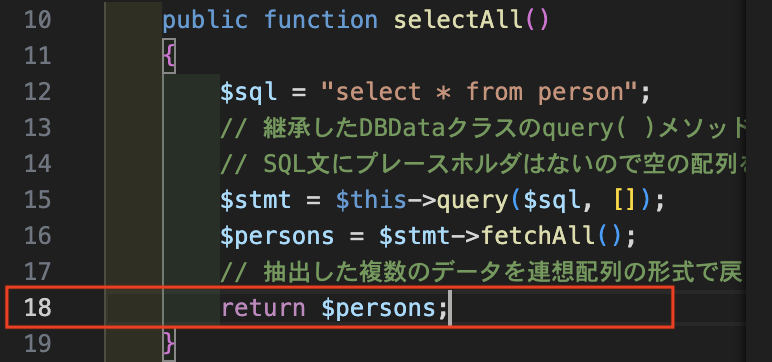 10 public function selectAll()
11 {
12 $sql = "select * from person";
13 // 継承したDBDataクラスのquery( )メソッド
14 // SQL文にプレースホルダはないので空の配列
15 $stmt = $this->query($sql, []);
16 $persons = $stmt->fetchAll();
17 // 抽出した複数のデータを連想配列の形式で戻
18 return $persons;
19 }